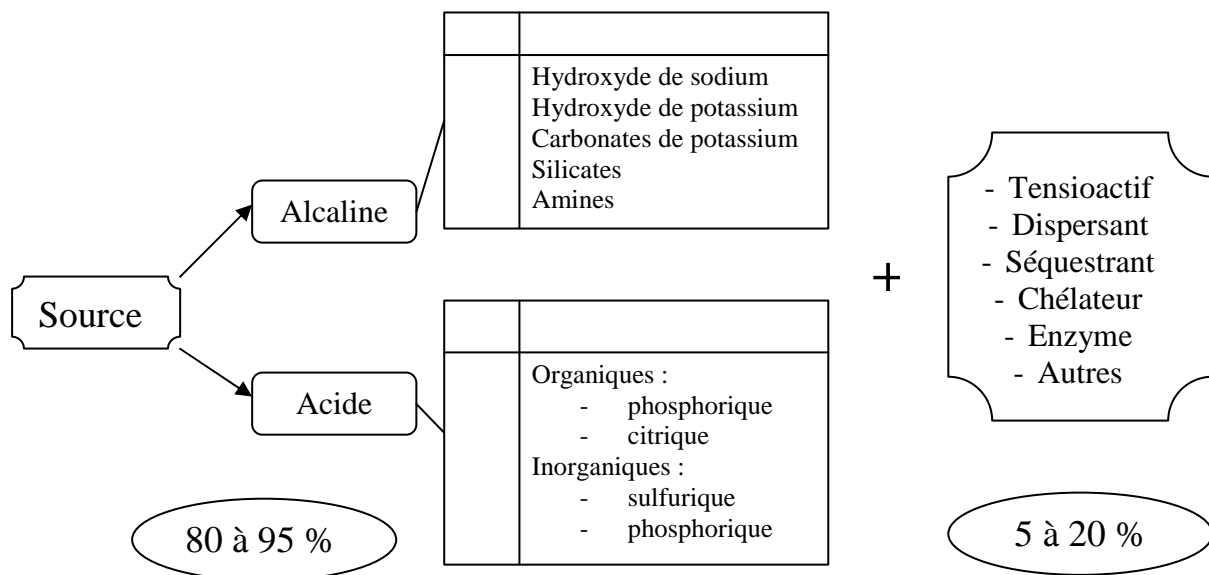 Source
Alcaline
Hydroxyde de sodium
Hydroxyde de potassium
Carbonates de potassium
Silicates
Amines
Acide
Organiques :
- phosphorique
- citrique
Inorganiques :
- sulfurique
- phosphorique
80 à 95 %
+
- Tensioactif
- Dispersant
- Séquestrant
- Chélateur
- Enzyme
- Autres
5 à 20 %